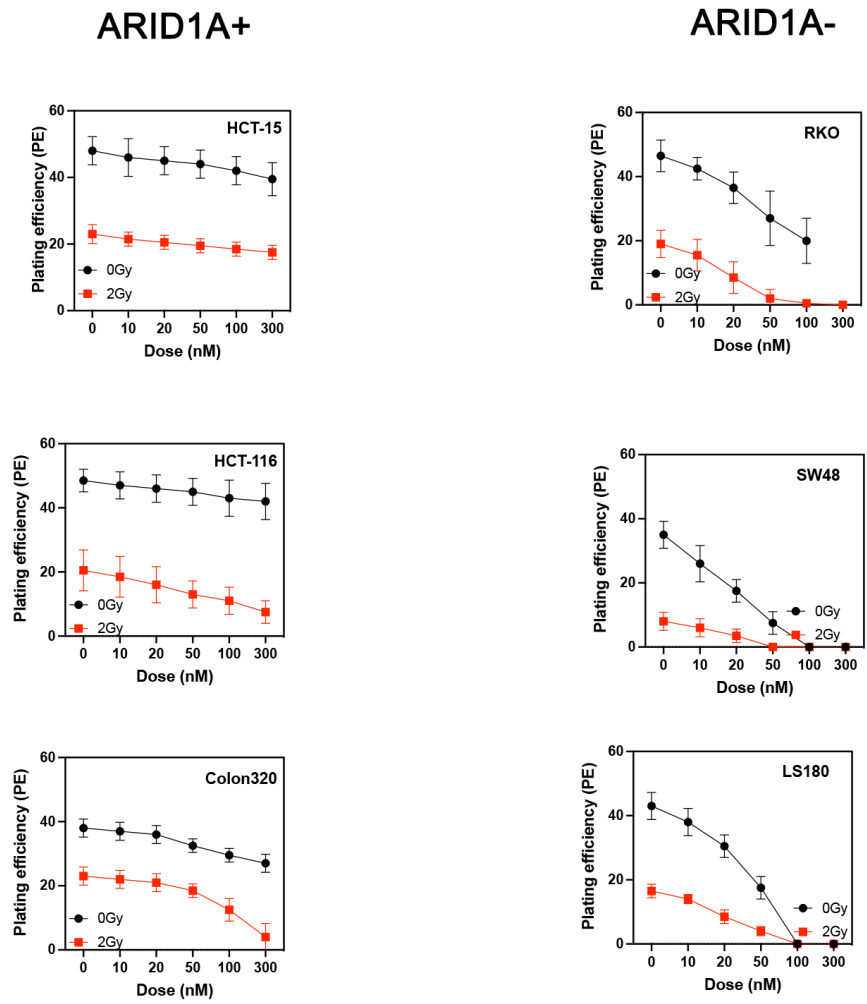 ARID1A+
ARID1A-
HCT-15
Plating efficiency (PE)
60
40
20
0
0Gy
2Gy
0 10 20 50 100 300
Dose (nM)
RKO
Plating efficiency (PE)
60
40
20
0
0Gy
2Gy
0 10 20 50 100 300
Dose (nM)
HCT-116
Plating efficiency (PE)
60
40
20
0
0Gy
2Gy
0 10 20 50 100 300
Dose (nM)
SW48
Plating efficiency (PE)
60
40
20
0
0Gy
2Gy
0 10 20 50 100 300
Dose (nM)
Colon320
Plating efficiency (PE)
60
40
20
0
0Gy
2Gy
0 10 20 50 100 300
Dose (nM)
LS180
Plating efficiency (PE)
60
40
20
0
0Gy
2Gy
0 10 20 50 100 300
Dose (nM)